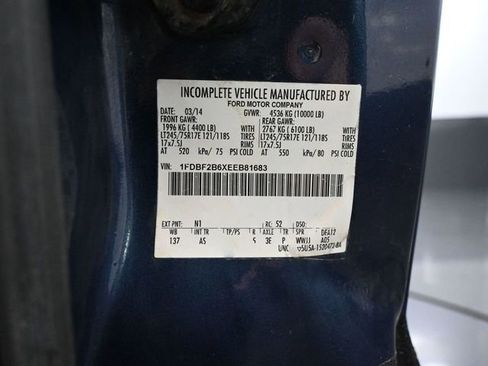 INCOMPLETE VEHICLE MANUFACTURED BY
FORD MOTOR COMPANY
DATE: 03/14 GVWR: 4536 KG (10000 LB)
FRONT GAWR: REAR GAWR:
1996 KG ( 4400 LB) WITH 2767 KG ( 6100 LB) WITH
LT245/75R17E 121/118S TIRES LT245/75R17E 121/118S TIRES
17x7.5J RIMS 17x7.5J RIMS
AT 520 kPa/ 75 PSI COLD AT 550 kPa/80 PSI COLD
VIN: 1FDBF2B6XEEB81683
EXT PNT: N1 RC: 52 DSO:
WB INT TR TP/PS R AXLE TR SPR
137 AS 5 3E P WWJJ
UNC